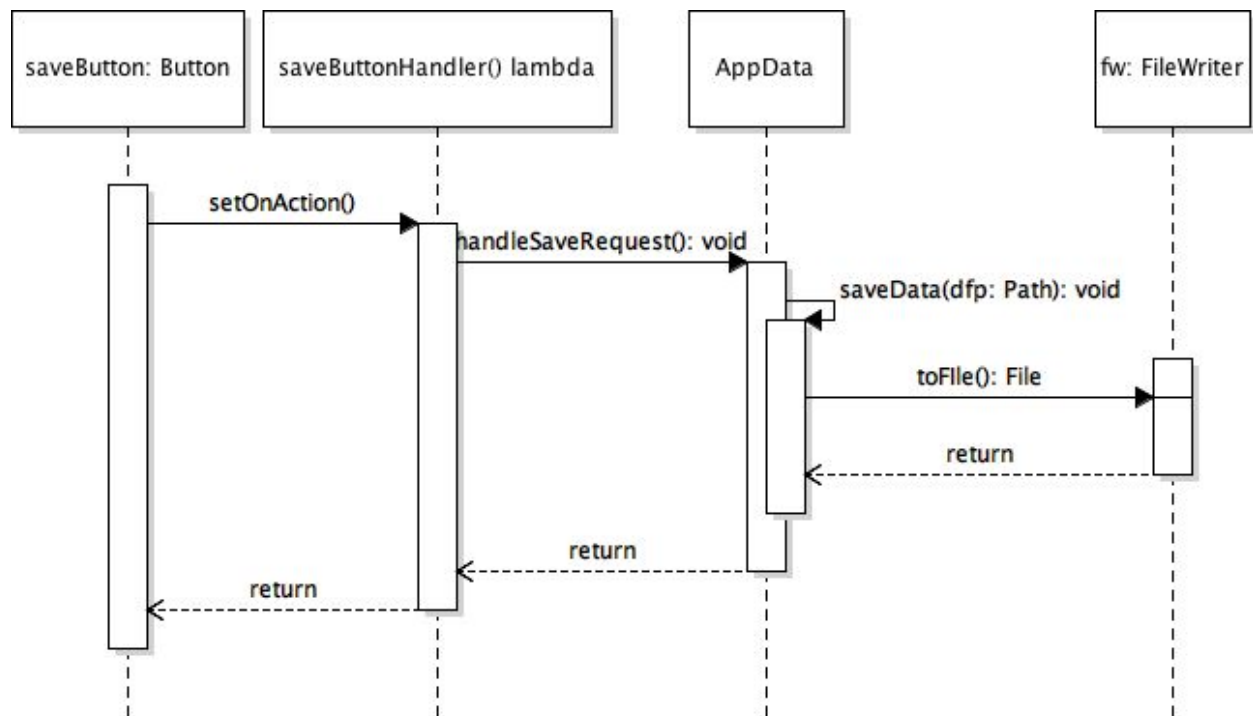 saveButton: Button
saveButtonHandler() lambda
AppData
fw: FileWriter
setOnAction()
handleSaveRequest(): void
saveData(dfp: Path): void
toFIle(): File
return
return
return